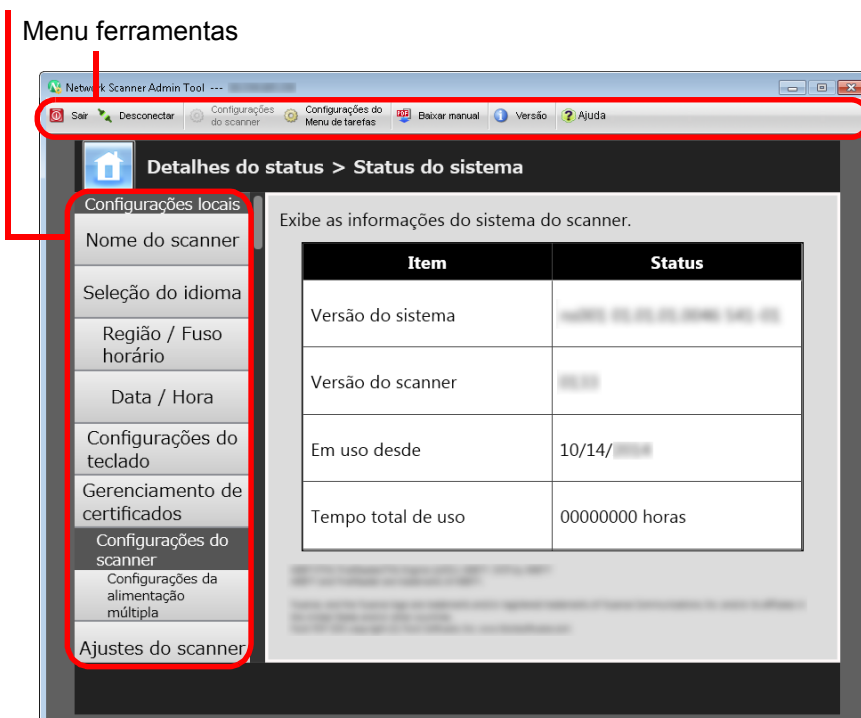 Menu ferramentas
Network Scanner Admin Tool ---
Sair Desconectar Configurações do scanner Configurações do Menu de tarefas Baixar manual Versão Ajuda
Detalhes do status > Status do sistema
Configurações locais
Nome do scanner
Seleção do idioma
Região / Fuso
horário
Data / Hora
Configurações do
teclado
Gerenciamento de
certificados
Configurações do
scanner
Configurações da
alimentação
múltipla
Ajustes do scanner
Exibe as informações do sistema do scanner.
Item Status
Versão do sistema
Versão do scanner
Em uso desde 10/14/
Tempo total de uso 00000000 horas